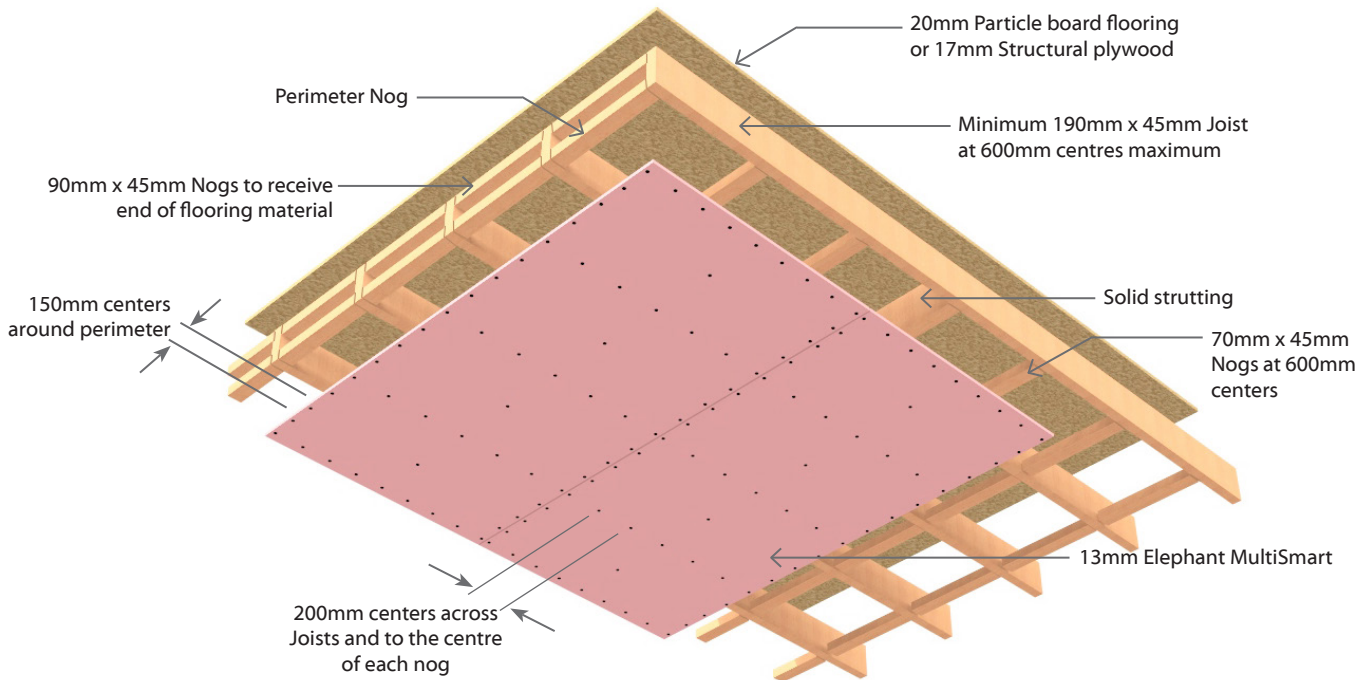 20mm Particle board flooring
or 17mm Structural plywood
Perimeter Nog
Minimum 190mm x 45mm Joist
at 600mm centres maximum
90mm x 45mm Nogs to receive
end of flooring material
150mm centers
around perimeter
Solid strutting
70mm x 45mm
Nogs at 600mm
centers
13mm Elephant MultiSmart
200mm centers across
Joists and to the centre
of each nog